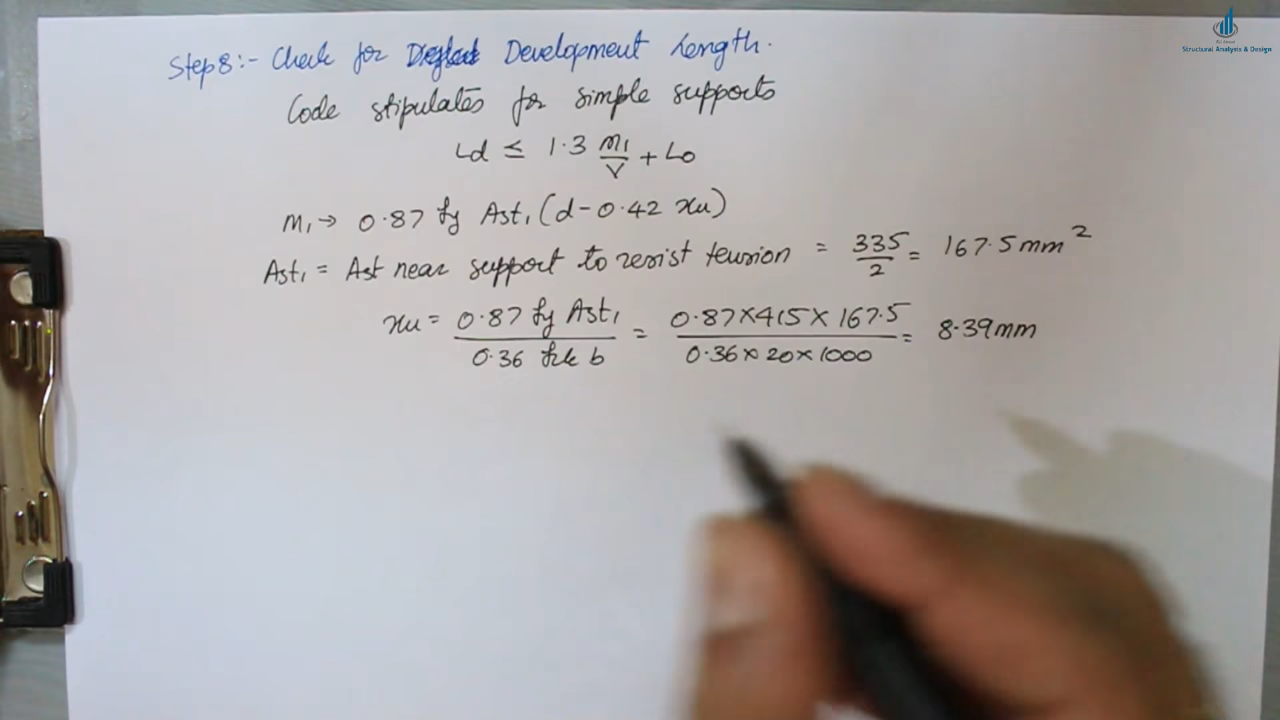 Structural Analysis & Design
Step 8:- Check for Development Length.
Code stipulates for simple supports
Ld ≤ 1.3 M1/V + Lo
M1 → 0.87 fy Ast1 (d-0.42 xu)
Ast1 = Ast near support to resist tension = 335/2 = 167.5 mm²
xu = 0.87 fy Ast1 / 0.36 fck b = 0.87×415×167.5 / 0.36×20×1000 = 8.39mm